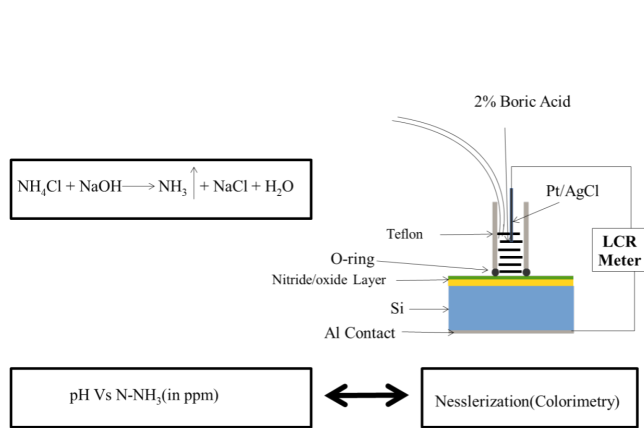 2% Boric Acid
NH₄Cl + NaOH → NH₃ ↑ + NaCl + H₂O
Pt/AgCl
Teflon
LCR
Meter
O-ring
Nitride/oxide Layer
Si
Al Contact
pH Vs N-NH₃(in ppm)
Nesslerization(Colorimetry)